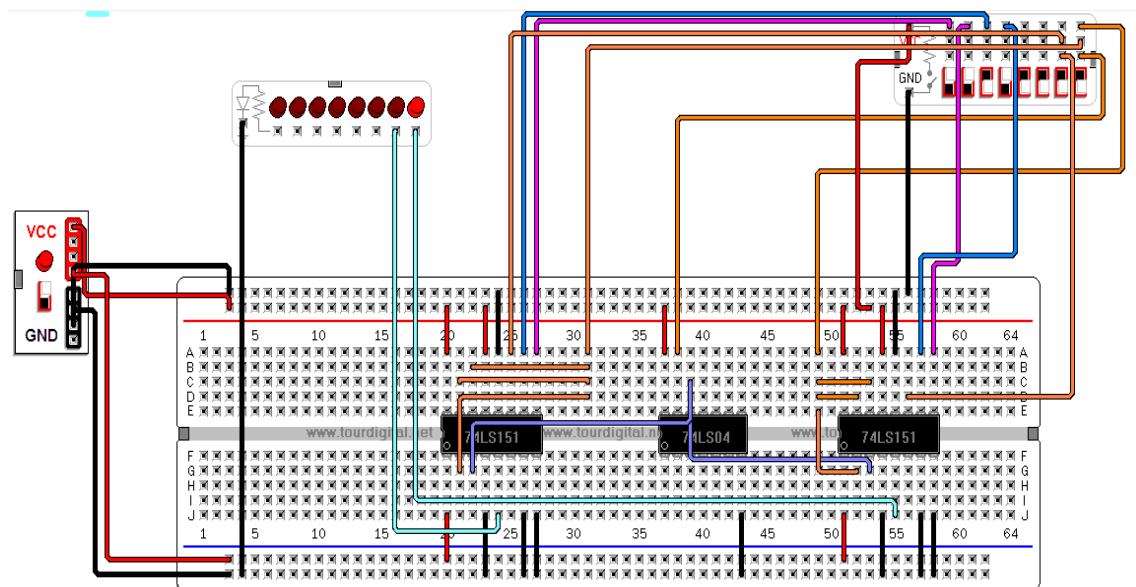 VCC
GND
VCC
GND
1 5 10 15 20 25 30 35 40 45 50 55 60 64
A A
B B
C C
D D
E E
www.tourdigital.net 74LS151 www.tourdigital.n 74LS04 www.to 74LS151
F F
G G
H H
I I
J J
1 5 10 15 20 25 30 35 40 45 50 55 60 64